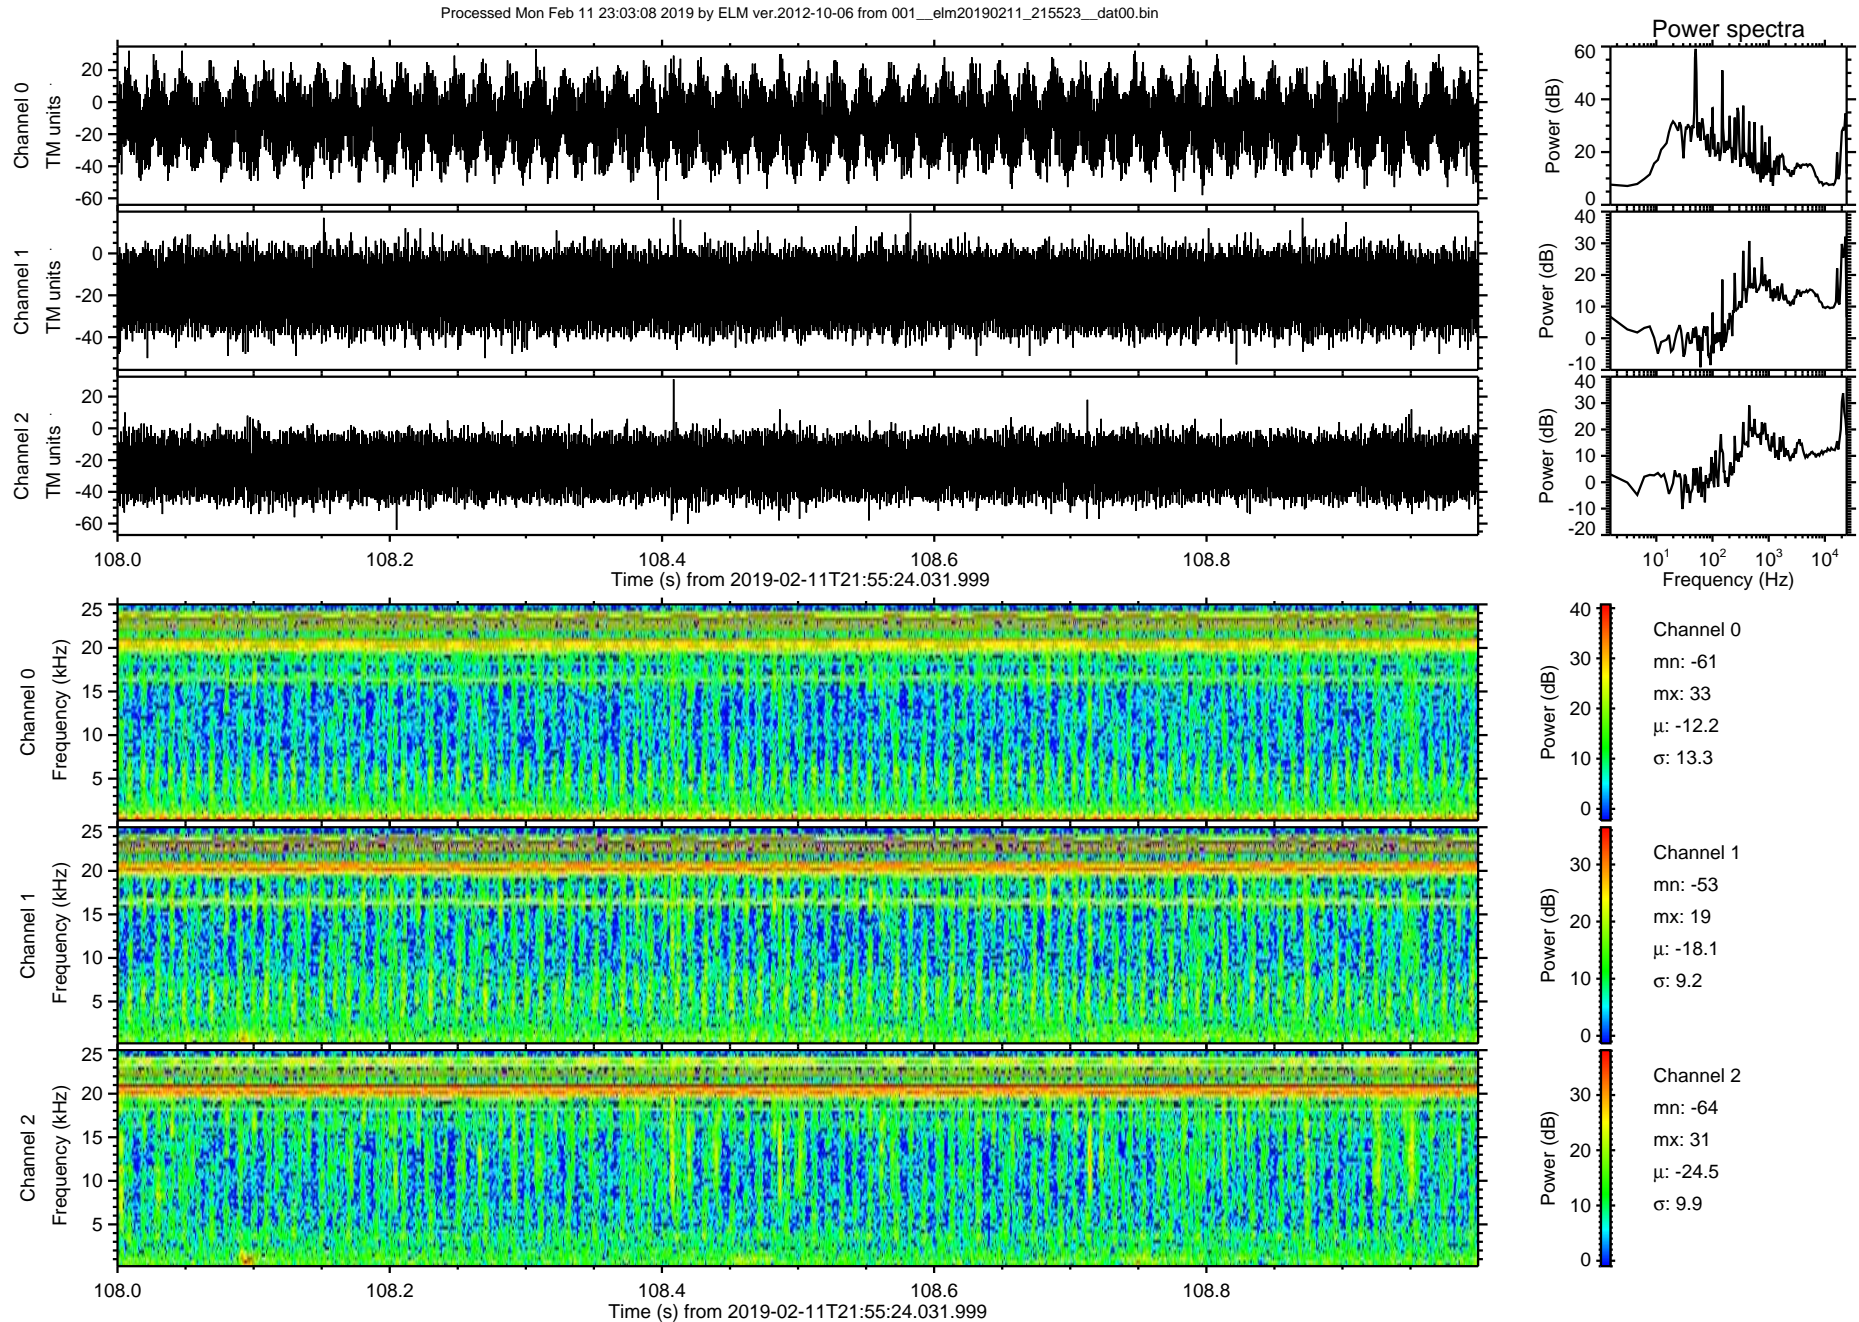 Processed Mon Feb 11 23:03:08 2019 by ELM ver.2012-10-06 from 001__elm20190211_215523__dat00.bin
Power spectra
Channel 0
TM units
20
0
-20
-40
-60
Power (dB)
60
40
20
0
Channel 1
TM units
0
-20
-40
Power (dB)
40
30
20
10
0
-10
Channel 2
TM units
20
0
-20
-40
-60
Power (dB)
40
30
20
10
0
-10
-20
108.0
108.2
108.4
108.6
108.8
Time (s) from 2019-02-11T21:55:24.031.999
10¹
10²
10³
10⁴
Frequency (Hz)
Channel 0
Frequency (kHz)
25
20
15
10
5
Power (dB)
40
30
20
10
0
Channel 0
mn: -61
mx: 33
μ: -12.2
σ: 13.3
Channel 1
Frequency (kHz)
25
20
15
10
5
Power (dB)
30
20
10
0
Channel 1
mn: -53
mx: 19
μ: -18.1
σ: 9.2
Channel 2
Frequency (kHz)
25
20
15
10
5
Power (dB)
30
20
10
0
Channel 2
mn: -64
mx: 31
μ: -24.5
σ: 9.9
108.0
108.2
108.4
108.6
108.8
Time (s) from 2019-02-11T21:55:24.031.999